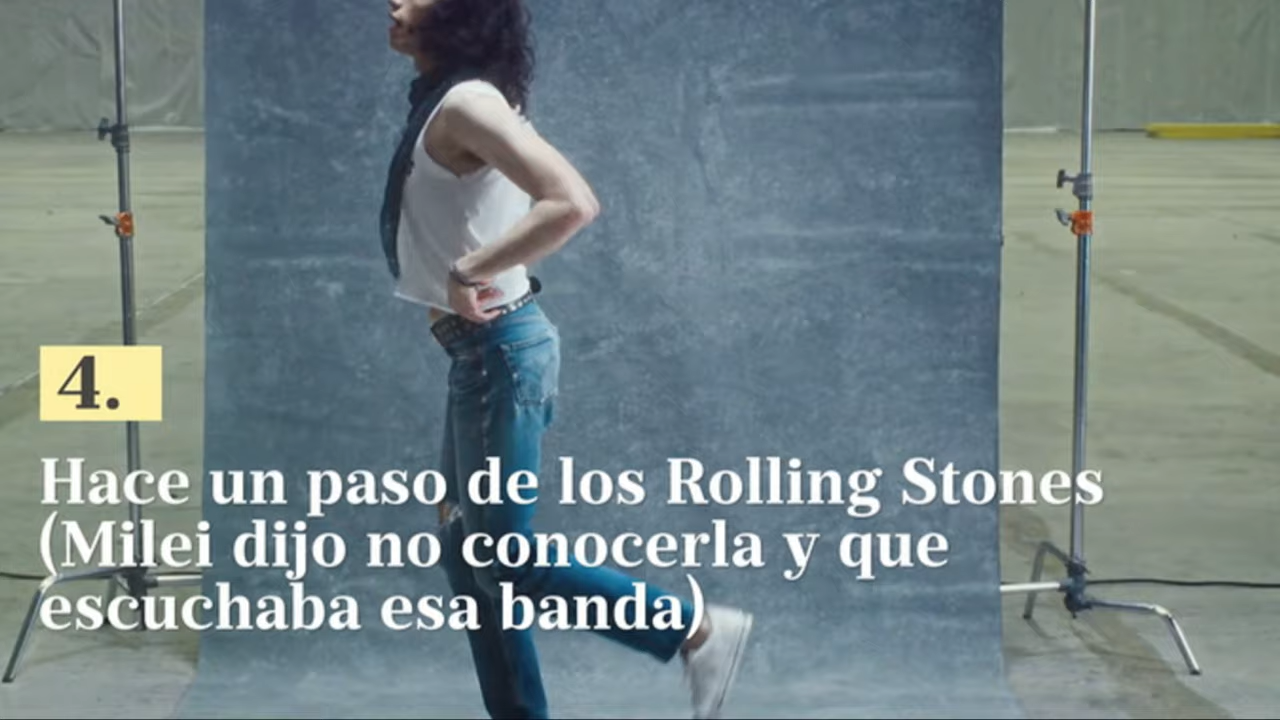 4.
Hace un paso de los Rolling Stones
(Milei dijo no conocerla y que
escuchaba esa banda)